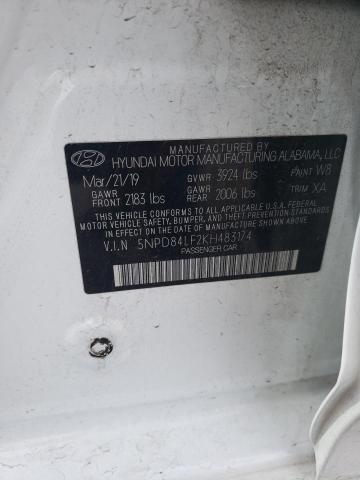 MANUFACTURED BY
HYUNDAI MOTOR MANUFACTURING ALABAMA, LLC
Mar/21/19 GVWR 3924 lbs PAINT W8
GAWR FRONT 2183 lbs GAWR REAR 2006 lbs TRIM XA
THIS VEHICLE CONFORMS TO ALL APPLICABLE U.S.A FEDERAL
MOTOR VEHICLE SAFETY, BUMPER, AND THEFT PREVENTION
STANDARDS IN EFFECT ON THE DATE OF MANUFACTURE
SHOWN ABOVE.
V.I.N 5NPD84LF2KH483174
PASSENGER CAR